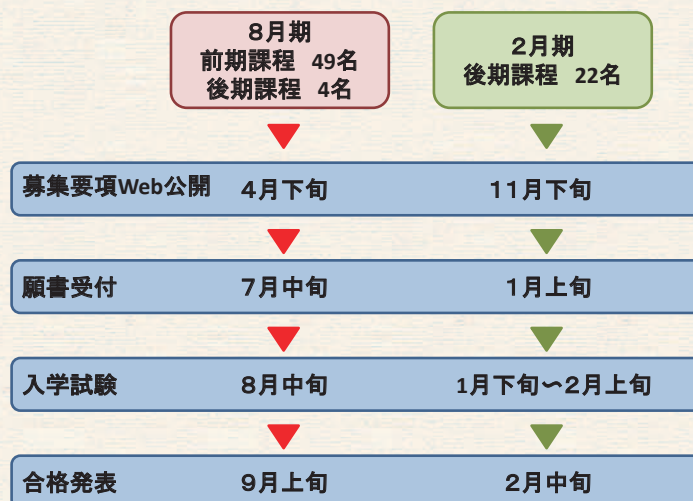 8月期
前期課程 49名
後期課程 4名
2月期
後期課程 22名
募集要項Web公開 4月下旬 11月下旬
願書受付 7月中旬 1月上旬
入学試験 8月中旬 1月下旬~2月上旬
合格発表 9月上旬 2月中旬